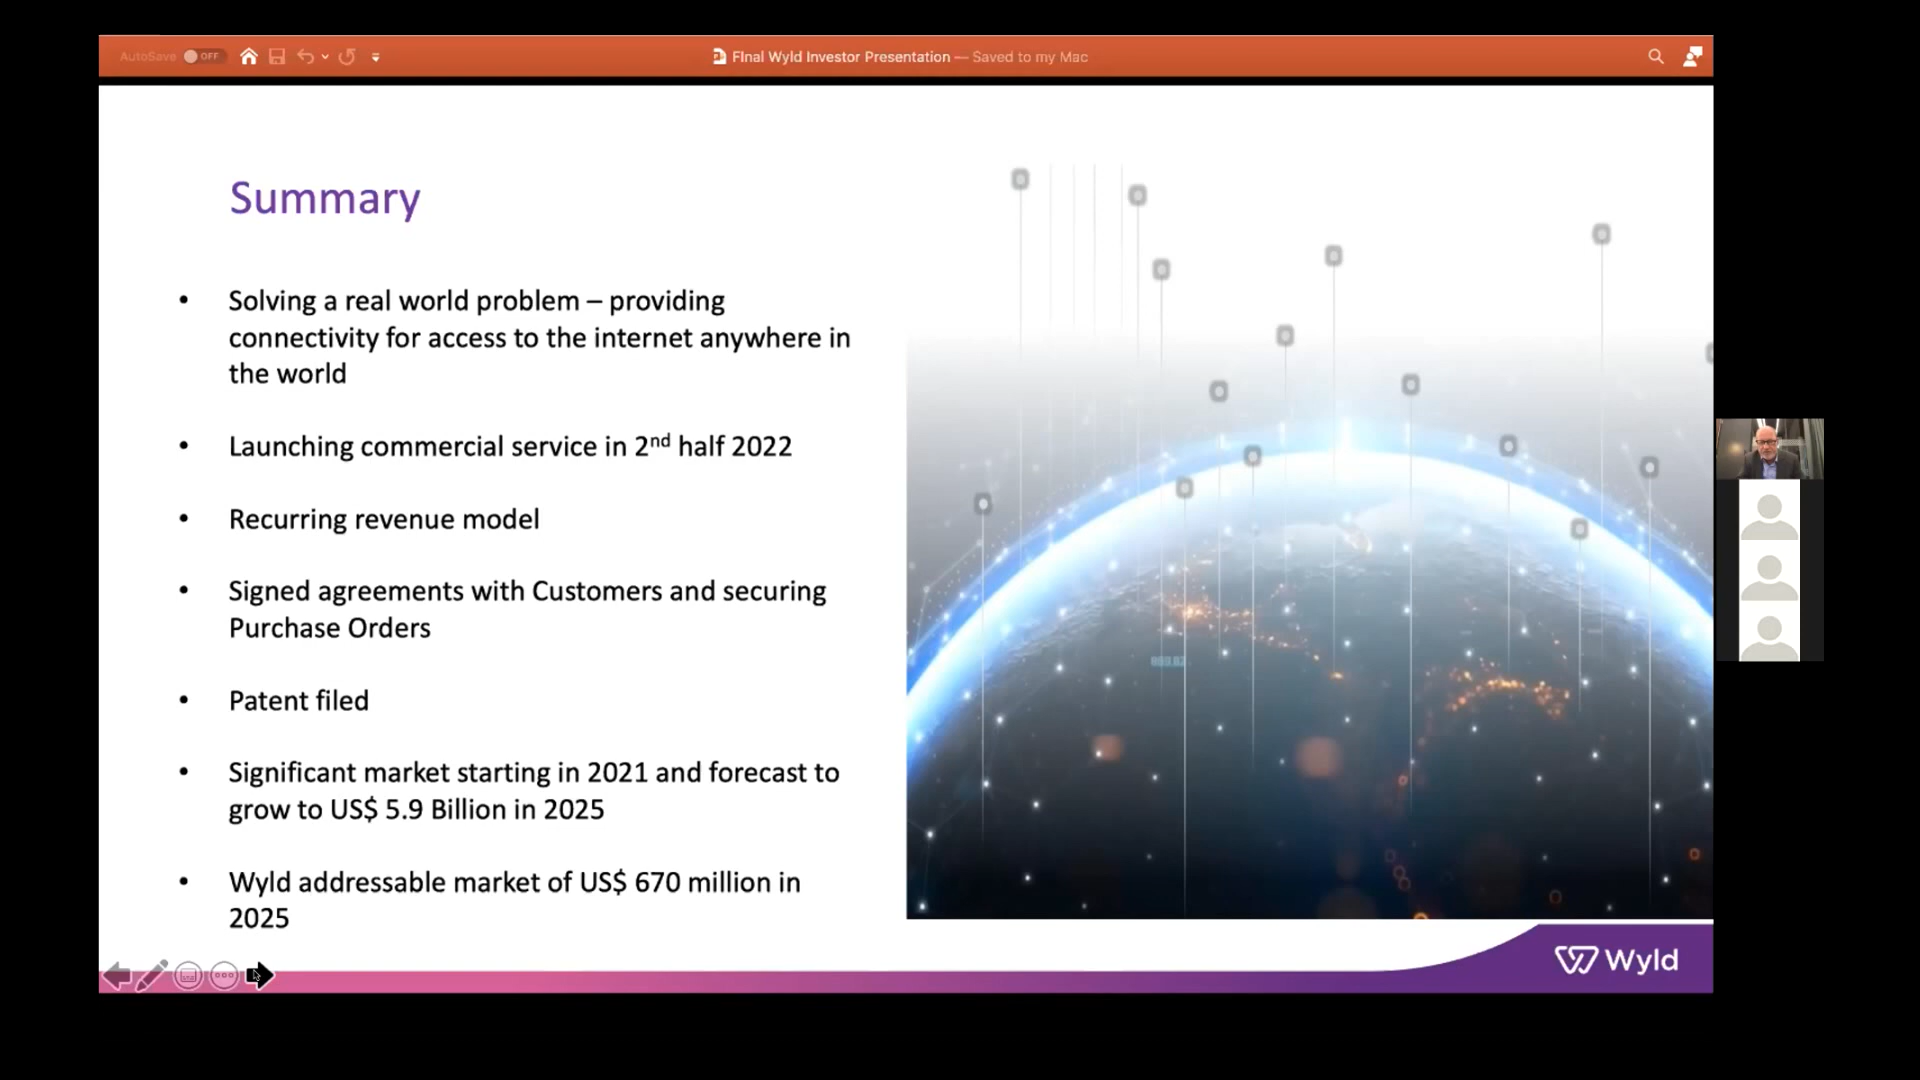 AutoSave OFF
FInal Wyld Investor Presentation — Saved to my Mac
Summary
• Solving a real world problem – providing
connectivity for access to the internet anywhere in
the world
• Launching commercial service in 2nd half 2022
• Recurring revenue model
• Signed agreements with Customers and securing
Purchase Orders
• Patent filed
• Significant market starting in 2021 and forecast to
grow to US$ 5.9 Billion in 2025
• Wyld addressable market of US$ 670 million in
2025
Wyld